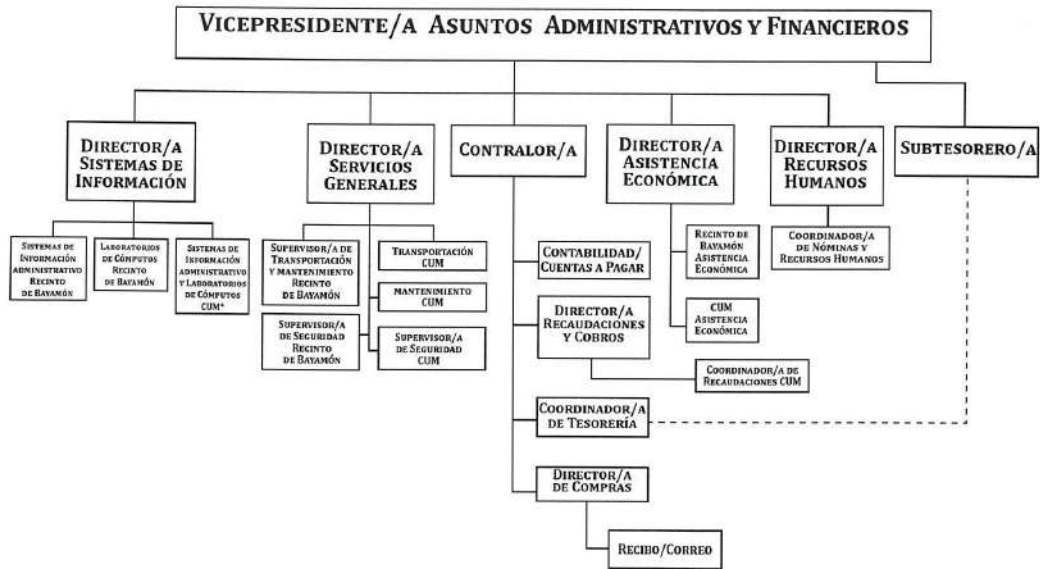 VICEPRESIDENTE/A ASUNTOS ADMINISTRATIVOS Y FINANCIEROS
DIRECTOR/A
SISTEMAS DE
INFORMACIÓN
DIRECTOR/A
SERVICIOS
GENERALES
CONTRALOR/A
DIRECTOR/A
ASISTENCIA
ECONÓMICA
DIRECTOR/A
RECURSOS
HUMANOS
SUBTESORERO/A
SISTEMAS DE
INFORMACIÓN
ADMINISTRATIVO
RECINTO
DE BAYAMÓN
LABORATORIOS
DE CÓMPUTOS
RECINTO
DE BAYAMÓN
SISTEMAS DE
INFORMACIÓN
ADMINISTRATIVO
Y LABORATORIOS
DE CÓMPUTOS
CUM*
SUPERVISOR/A DE
TRANSPORTACIÓN
Y MANTENIMIENTO
RECINTO
DE BAYAMÓN
TRANSPORTACIÓN
CUM
MANTENIMIENTO
CUM
SUPERVISOR/A
DE SEGURIDAD
RECINTO
DE BAYAMÓN
SUPERVISOR/A
DE SEGURIDAD
CUM
CONTABILIDAD/
CUENTAS A PAGAR
DIRECTOR/A
RECAUDACIONES
Y COBROS
COORDINADOR/A DE
RECAUDACIONES CUM
COORDINADOR/A
DE TESORERÍA
DIRECTOR/A
DE COMPRAS
RECIBO/CORREO
RECINTO DE
BAYAMÓN
ASISTENCIA
ECONÓMICA
CUM
ASISTENCIA
ECONÓMICA
COORDINADOR/A
DE NÓMINAS Y
RECURSOS HUMANOS